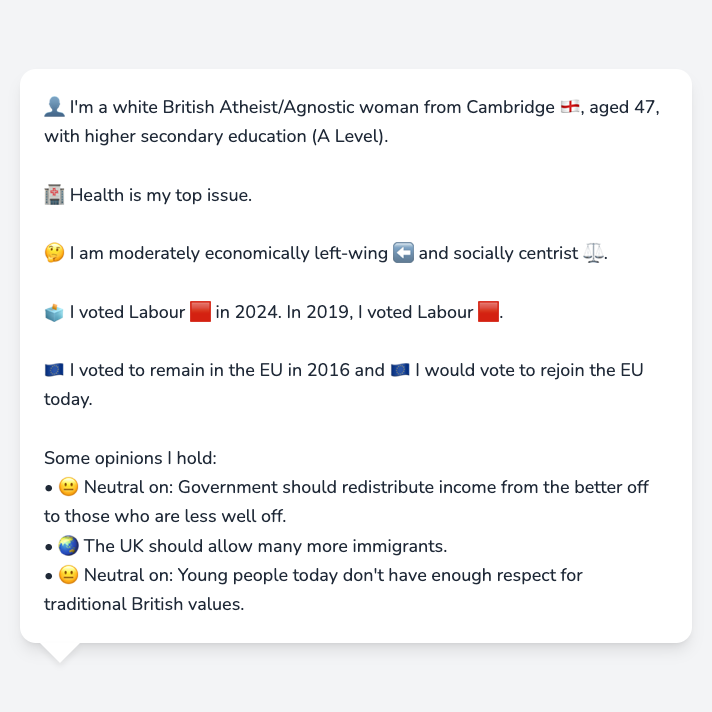 👤 I'm a white British Atheist/Agnostic woman from Cambridge 🏴󠁧󠁢󠁥󠁮󠁧󠁿, aged 47,
with higher secondary education (A Level).
🏥 Health is my top issue.
🤔 I am moderately economically left-wing ⬅️ and socially centrist ⚖️.
🗳️ I voted Labour 🟥 in 2024. In 2019, I voted Labour 🟥.
🇪🇺 I voted to remain in the EU in 2016 and 🇪🇺 I would vote to rejoin the EU
today.
Some opinions I hold:
• 😐 Neutral on: Government should redistribute income from the better off
to those who are less well off.
• 🌏 The UK should allow many more immigrants.
• 😐 Neutral on: Young people today don't have enough respect for
traditional British values.